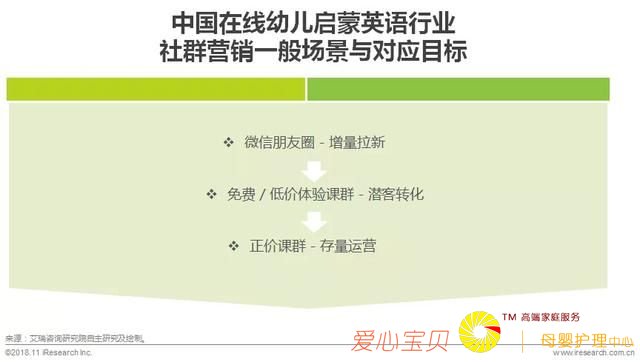 中国在线幼儿启蒙英语行业
社群营销一般场景与对应目标
❖ 微信朋友圈 - 增量拉新
❖ 免费 / 低价体验课群 - 潜客转化
❖ 正价课群 - 存量运营
TM 高端家庭服务
爱心宝贝 母婴护理中心
来源:艾瑞咨询研究院自主研究及绘制。
©2018.11 iResearch Inc.
www.iresearch.com.cn